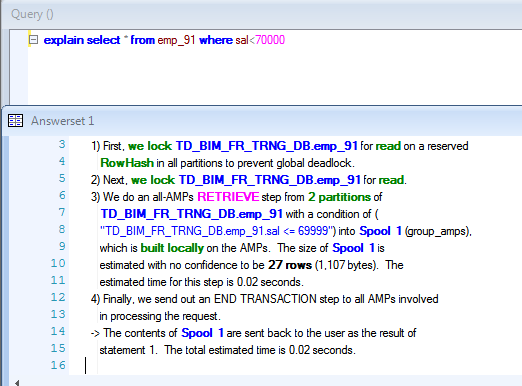 Query ()
explain select * from emp_91 where sal<70000
Answerset 1
3 1) First, we lock TD_BIM_FR_TRNG_DB.emp_91 for read on a reserved
4 RowHash in all partitions to prevent global deadlock.
5 2) Next, we lock TD_BIM_FR_TRNG_DB.emp_91 for read.
6 3) We do an all-AMPs RETRIEVE step from 2 partitions of
7 TD_BIM_FR_TRNG_DB.emp_91 with a condition of (
8 "TD_BIM_FR_TRNG_DB.emp_91.sal <= 69999") into Spool 1 (group_amps),
9 which is built locally on the AMPs. The size of Spool 1 is
10 estimated with no confidence to be 27 rows (1,107 bytes). The
11 estimated time for this step is 0.02 seconds.
12 4) Finally, we send out an END TRANSACTION step to all AMPs involved
13 in processing the request.
14 -> The contents of Spool 1 are sent back to the user as the result of
15 statement 1. The total estimated time is 0.02 seconds.
16